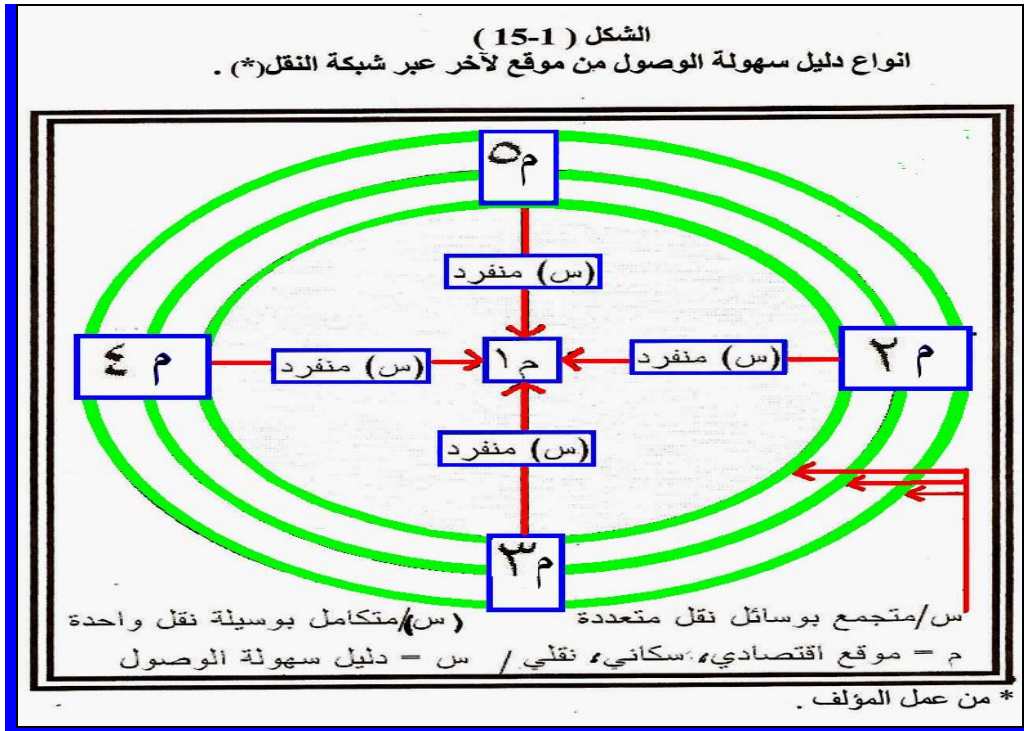 الشكل ( 1-15 )
انواع دليل سهولة الوصول من موقع لآخر عبر شبكة النقل(*) .
م٥
(س) منفرد
م ٤
(س) منفرد
م١
(س) منفرد
م ٢
(س) منفرد
م٣
س/متجمع بوسائل نقل متعددة (س)/متكامل بوسيلة نقل واحدة
م = موقع اقتصادي، سكاني، نقلي / س = دليل سهولة الوصول
* من عمل المؤلف .